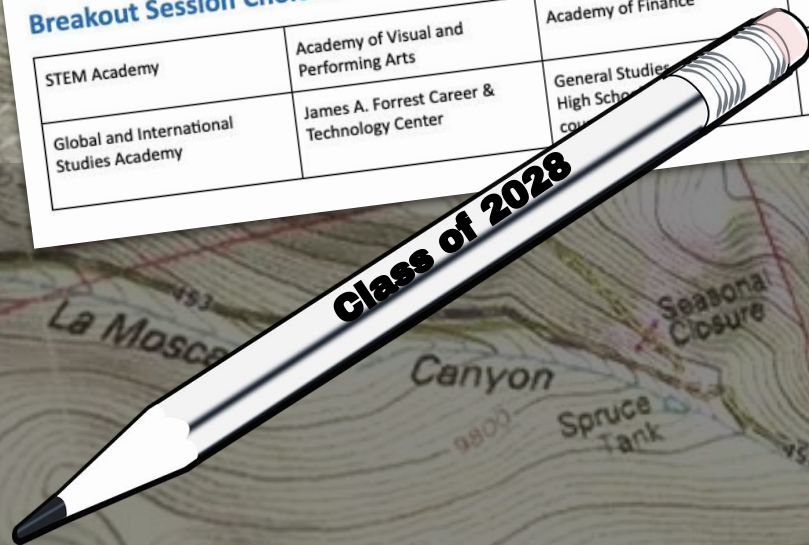 Breakout Session
STEM Academy
Academy of Visual and
Performing Arts
Academy of Finance
Global and International
Studies Academy
James A. Forrest Career &
Technology Center
General Studies
High
Class of 2028
493
La Mosca
Canyon
Seasonal
Closure
Spruce
Tank
9800